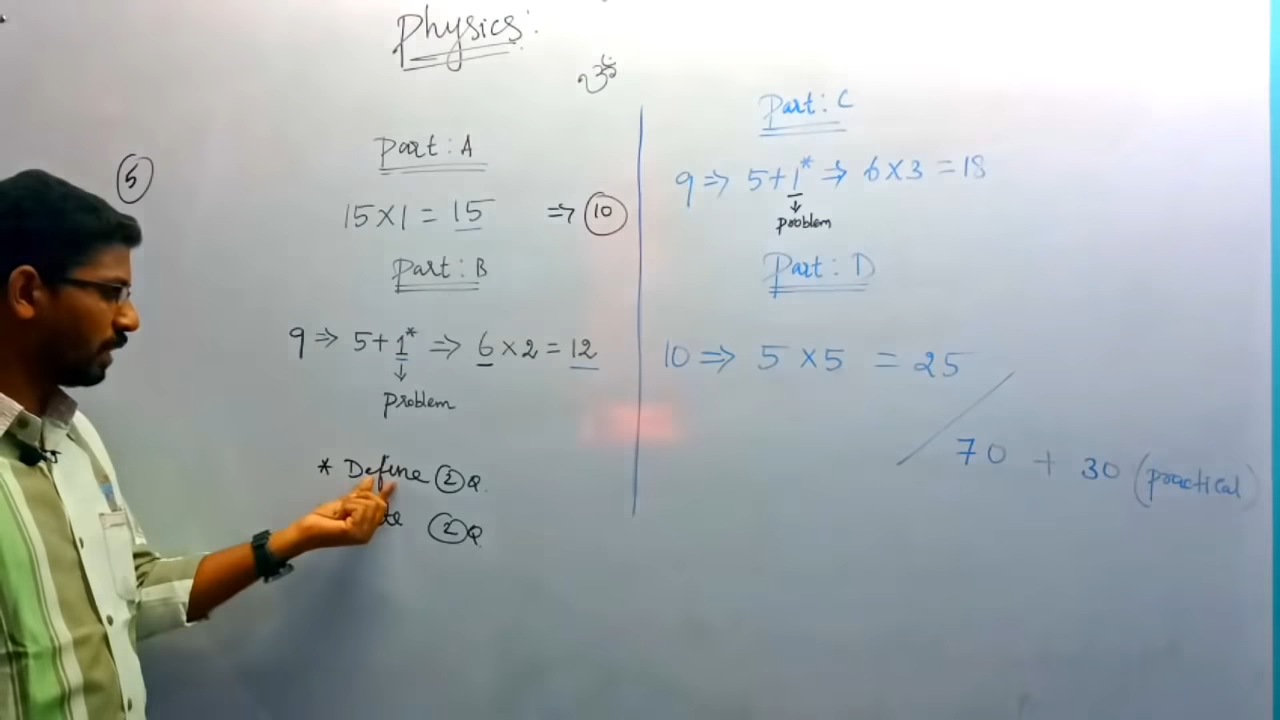 Physics:
ௐ
5
Part: A
15 × 1 = 15 ⇒ 10
Part: B
9 ⇒ 5 + 1* ⇒ 6 × 2 = 12
↓
Problem
* Define 2 Q.
2 Q.
Part: C
9 ⇒ 5 + 1* ⇒ 6 × 3 = 18
↓
problem
Part: D
10 ⇒ 5 × 5 = 25
70 + 30 (practical)